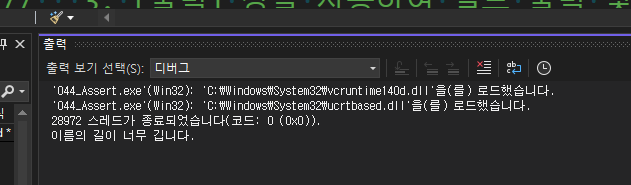 출력
출력 보기 선택(S): 디버그
'044_Assert.exe'(Win32): 'C:₩Windows₩System32₩vcruntime140d.dll'을(를) 로드했습니다.
'044_Assert.exe'(Win32): 'C:₩Windows₩System32₩ucrtbased.dll'을(를) 로드했습니다.
28972 스레드가 종료되었습니다(코드: 0 (0x0)).
이름의 길이 너무 깁니다.